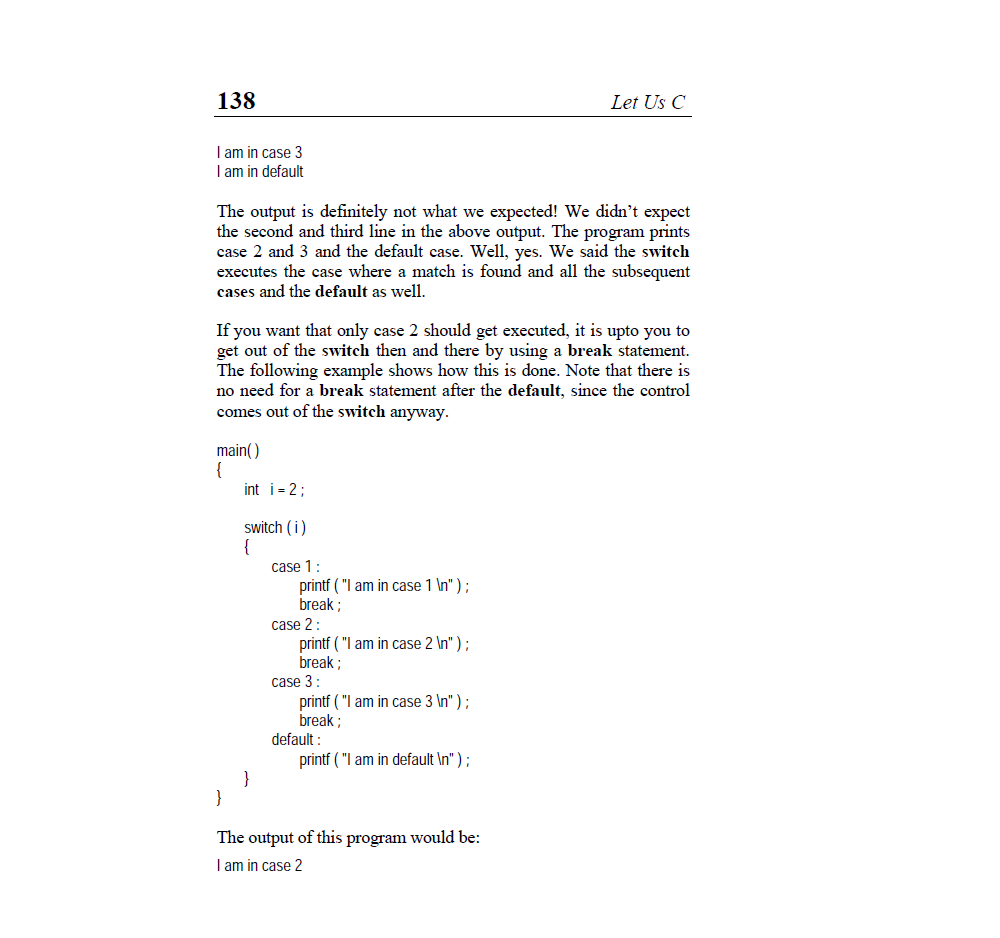 138 Let Us C
I am in case 3
I am in default
The output is definitely not what we expected! We didn’t expect
the second and third line in the above output. The program prints
case 2 and 3 and the default case. Well, yes. We said the switch
executes the case where a match is found and all the subsequent
cases and the default as well.
If you want that only case 2 should get executed, it is upto you to
get out of the switch then and there by using a break statement.
The following example shows how this is done. Note that there is
no need for a break statement after the default, since the control
comes out of the switch anyway.
main( )
{
int i = 2 ;
switch ( i )
{
case 1 :
printf ( "I am in case 1 \n" ) ;
break ;
case 2 :
printf ( "I am in case 2 \n" ) ;
break ;
case 3 :
printf ( "I am in case 3 \n" ) ;
break ;
default :
printf ( "I am in default \n" ) ;
}
}
The output of this program would be:
I am in case 2